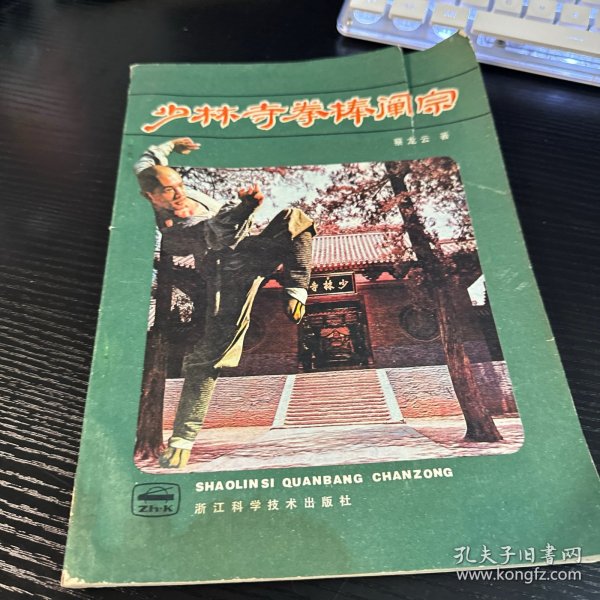 少林寺拳棒阐宗
蔡龙云 著
少林寺
SHAOLINSI QUANBANG CHANZONG
Zh·K
浙江科学技术出版社
孔夫子旧书网
www.kongfz.com